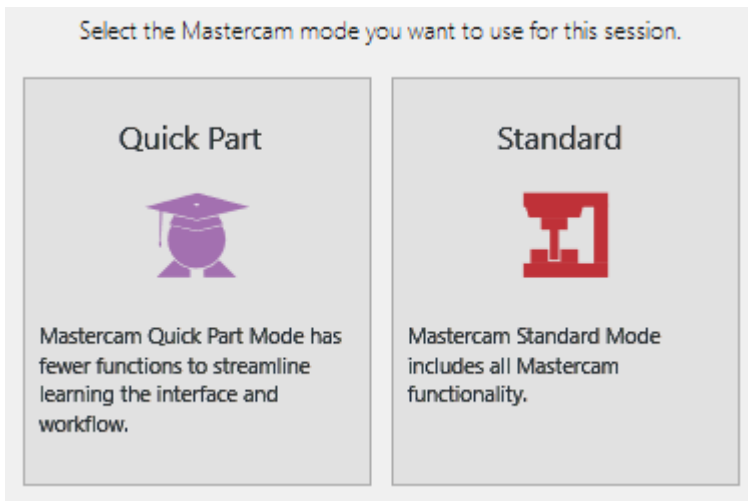 Select the Mastercam mode you want to use for this session.
Quick Part
Mastercam Quick Part Mode has
fewer functions to streamline
learning the interface and
workflow.
Standard
Mastercam Standard Mode
includes all Mastercam
functionality.